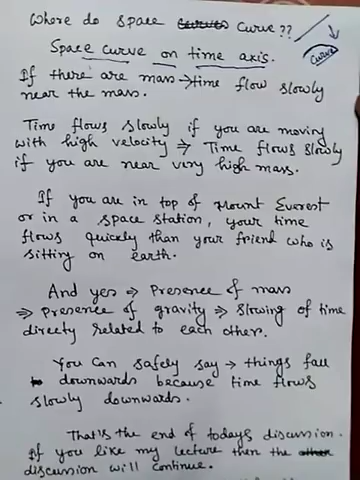 Where do space curve ??
Curve
Space curve on time axis.
If there are mass → time flow slowly
near the mass.
Time flows slowly if you are moving
with high velocity ⇒ Time flows slowly
if you are near very high mass.
If you are in top of Mount Everest
or in a space station, your time
flows quickely than your friend who is
sitting on earth.
And yes ⇒ Presence of mass
⇒ presence of gravity ⇒ slowing of time
directy related to each other.
You can safely say → things fall
downwards because time flows
slowly downwards.
That's the end of todays discussion.
If you like my lecture then the
discussion will continue.